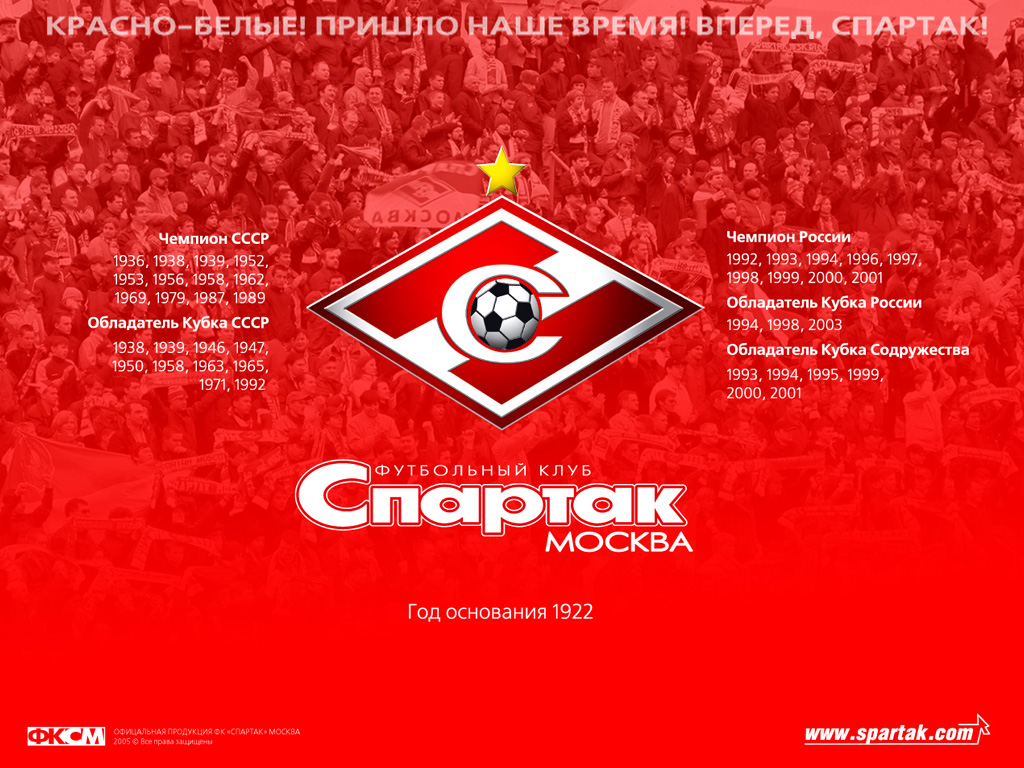 КРАСНО-БЕЛЫЕ! ПРИШЛО НАШЕ ВРЕМЯ! ВПЕРЕД, СПАРТАК!
МОСКВА
Чемпион СССР
1936, 1938, 1939, 1952,
1953, 1956, 1958, 1962,
1969, 1979, 1987, 1989
Обладатель Кубка СССР
1938, 1939, 1946, 1947,
1950, 1958, 1963, 1965,
1971, 1992
С
Чемпион России
1992, 1993, 1994, 1996, 1997,
1998, 1999, 2000, 2001
Обладатель Кубка России
1994, 1998, 2003
Обладатель Кубка Содружества
1993, 1994, 1995, 1999,
2000, 2001
ФУТБОЛЬНЫЙ КЛУБ
Спартак
МОСКВА
Год основания 1922
ФКСМ
ОФИЦАЛЬНАЯ ПРОДУКЦИЯ ФК «СПАРТАК» МОСКВА
2005 © Все права защищены
www.spartak.com